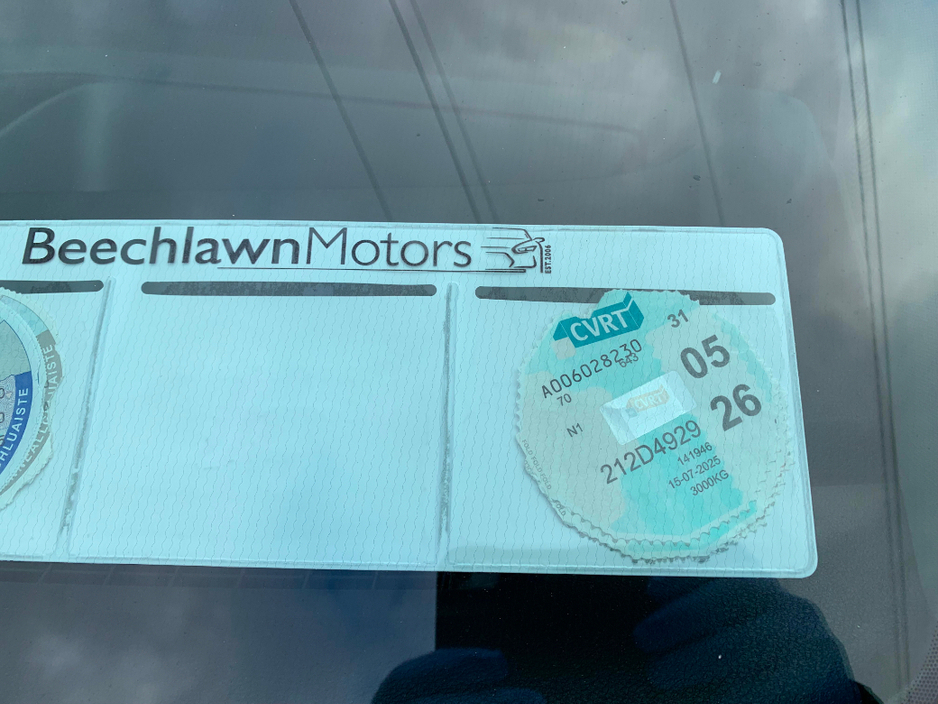 BeechlawnMotors
EST.2006
CVRT
31
A006028230
643
05
70
CVRT
26
N1
212D4929
141946
15-07-2025
3000KG